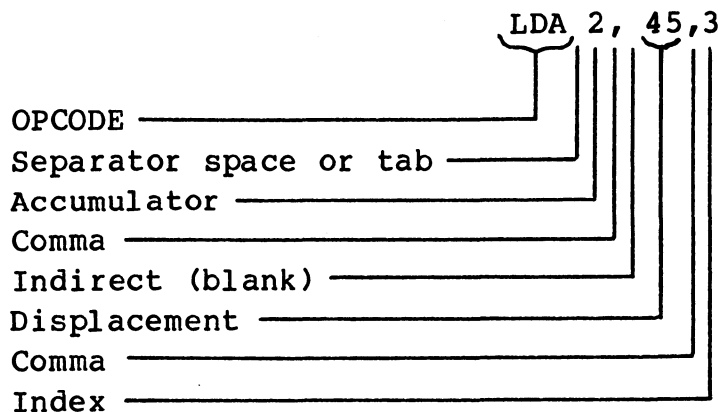 LDA 2, 45,3
OPCODE
Separator space or tab
Accumulator
Comma
Indirect (blank)
Displacement
Comma
Index